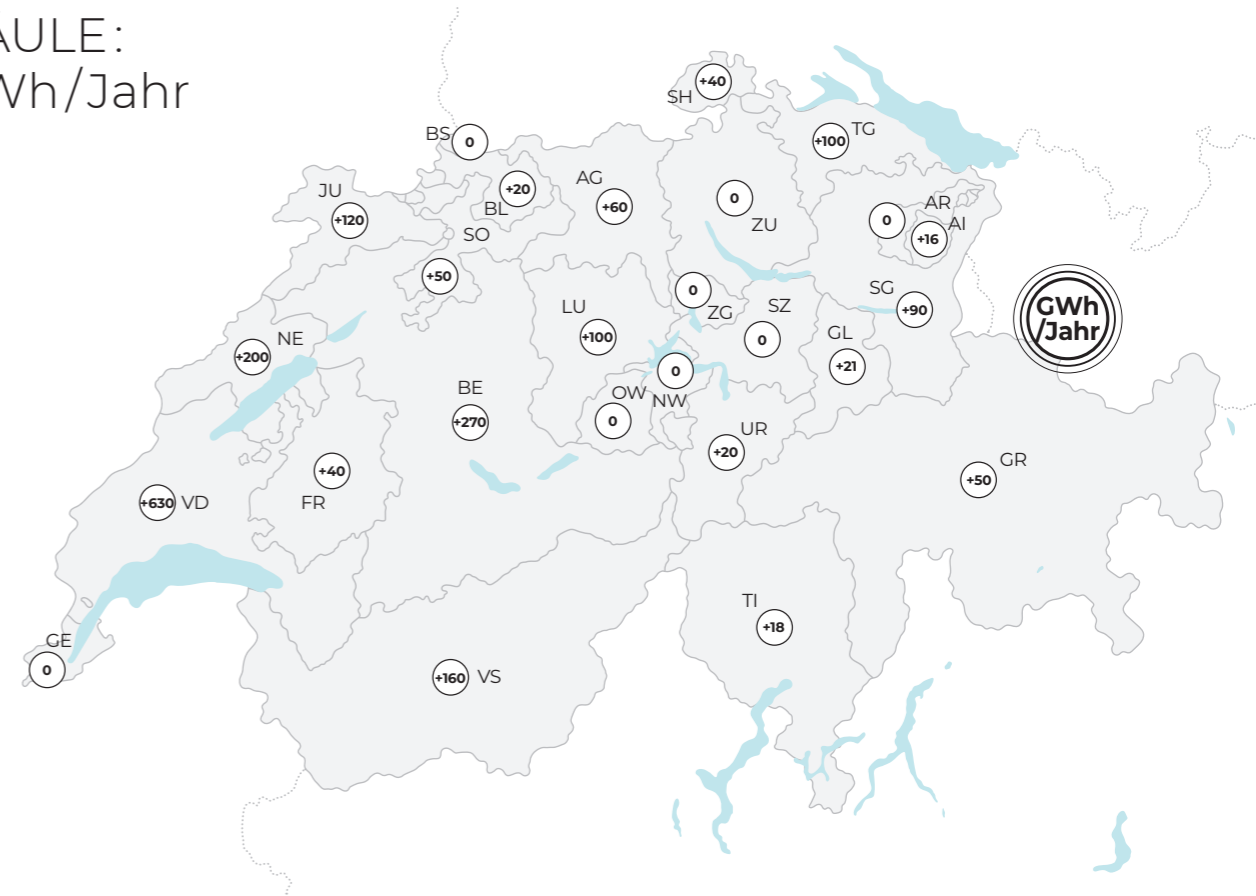 AULE:
Wh/Jahr
+40
SH
BS
0
+100
TG
JU
+120
+20
BL
AG
+60
0
ZU
0
AR
AI
+16
SO
+50
LU
+100
0
ZG
SZ
0
SG
+90
GL
+21
GWh
/Jahr
NE
+200
BE
+270
0
OW
NW
0
UR
+20
GR
+50
+40
FR
+630
VD
TI
+18
GE
0
+160
VS